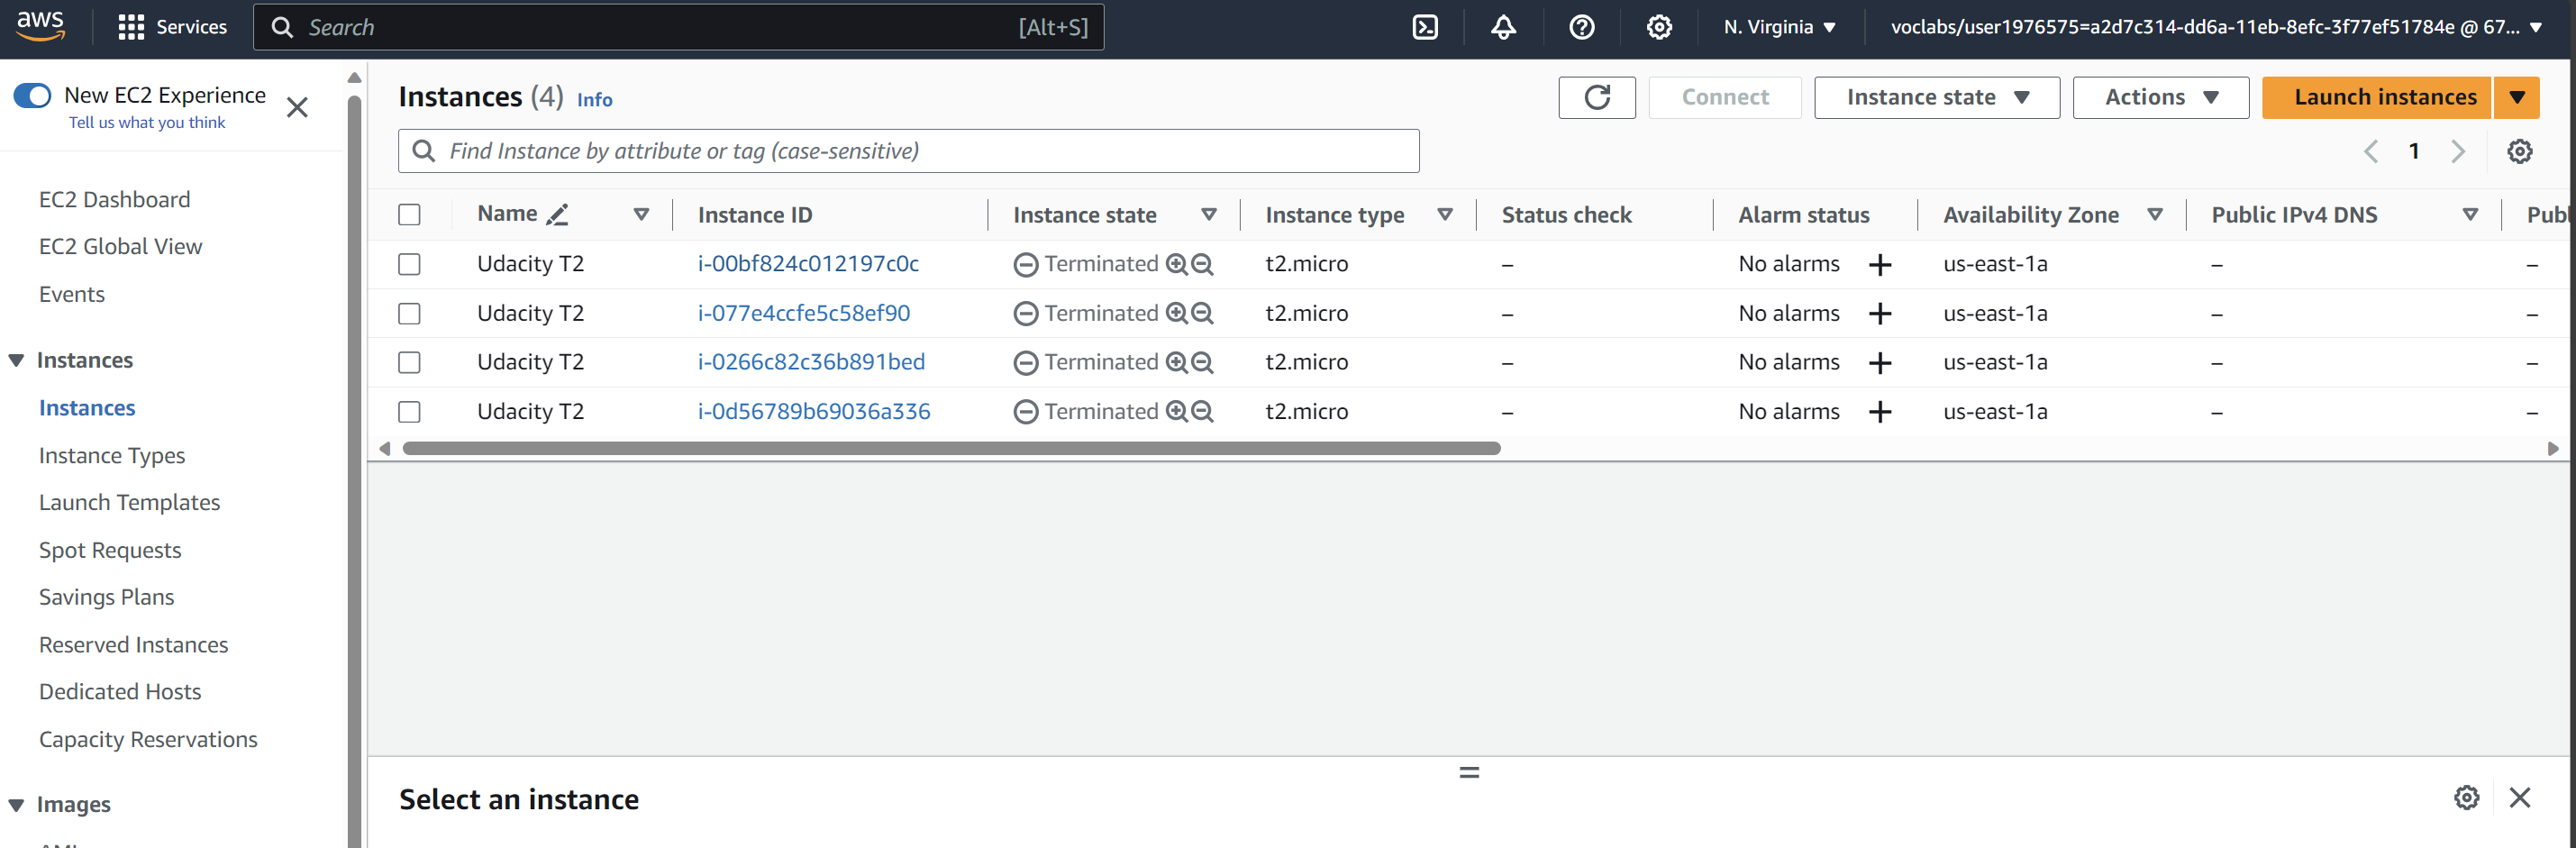 aws Services Search [Alt+S] N. Virginia voclabs/user1976575=a2d7c314-dd6a-11eb-8efc-3f77ef51784e @ 67...
New EC2 Experience
Tell us what you think
EC2 Dashboard
EC2 Global View
Events
Instances
Instances
Instance Types
Launch Templates
Spot Requests
Savings Plans
Reserved Instances
Dedicated Hosts
Capacity Reservations
Images
Instances (4) Info Connect Instance state Actions Launch instances
Find Instance by attribute or tag (case-sensitive) 1
Name Instance ID Instance state Instance type Status check Alarm status Availability Zone Public IPv4 DNS Publ
Udacity T2 i-00bf824c012197c0c Terminated t2.micro – No alarms + us-east-1a – –
Udacity T2 i-077e4ccfe5c58ef90 Terminated t2.micro – No alarms + us-east-1a – –
Udacity T2 i-0266c82c36b891bed Terminated t2.micro – No alarms + us-east-1a – –
Udacity T2 i-0d56789b69036a336 Terminated t2.micro – No alarms + us-east-1a – –
Select an instance